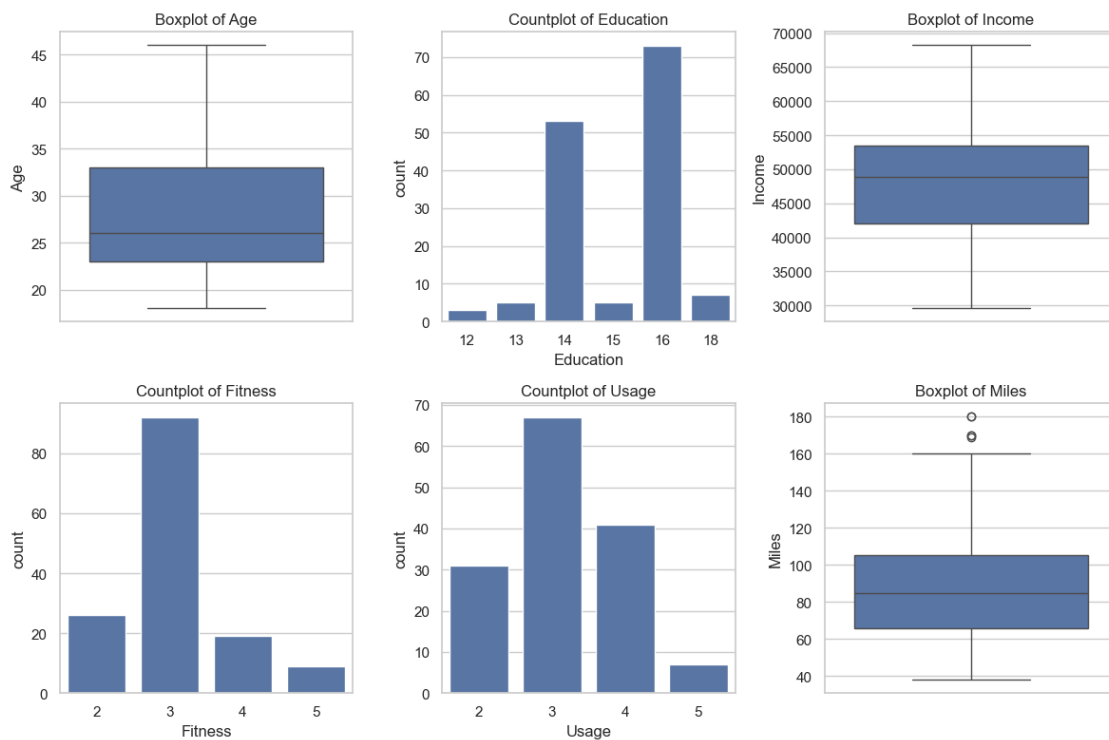 Boxplot of Age
Age
45
40
35
30
25
20
Countplot of Education
count
70
60
50
40
30
20
10
0
12 13 14 15 16 18
Education
Boxplot of Income
Income
70000
65000
60000
55000
50000
45000
40000
35000
30000
Countplot of Fitness
count
80
60
40
20
0
2 3 4 5
Fitness
Countplot of Usage
count
70
60
50
40
30
20
10
0
2 3 4 5
Usage
Boxplot of Miles
Miles
180
160
140
120
100
80
60
40